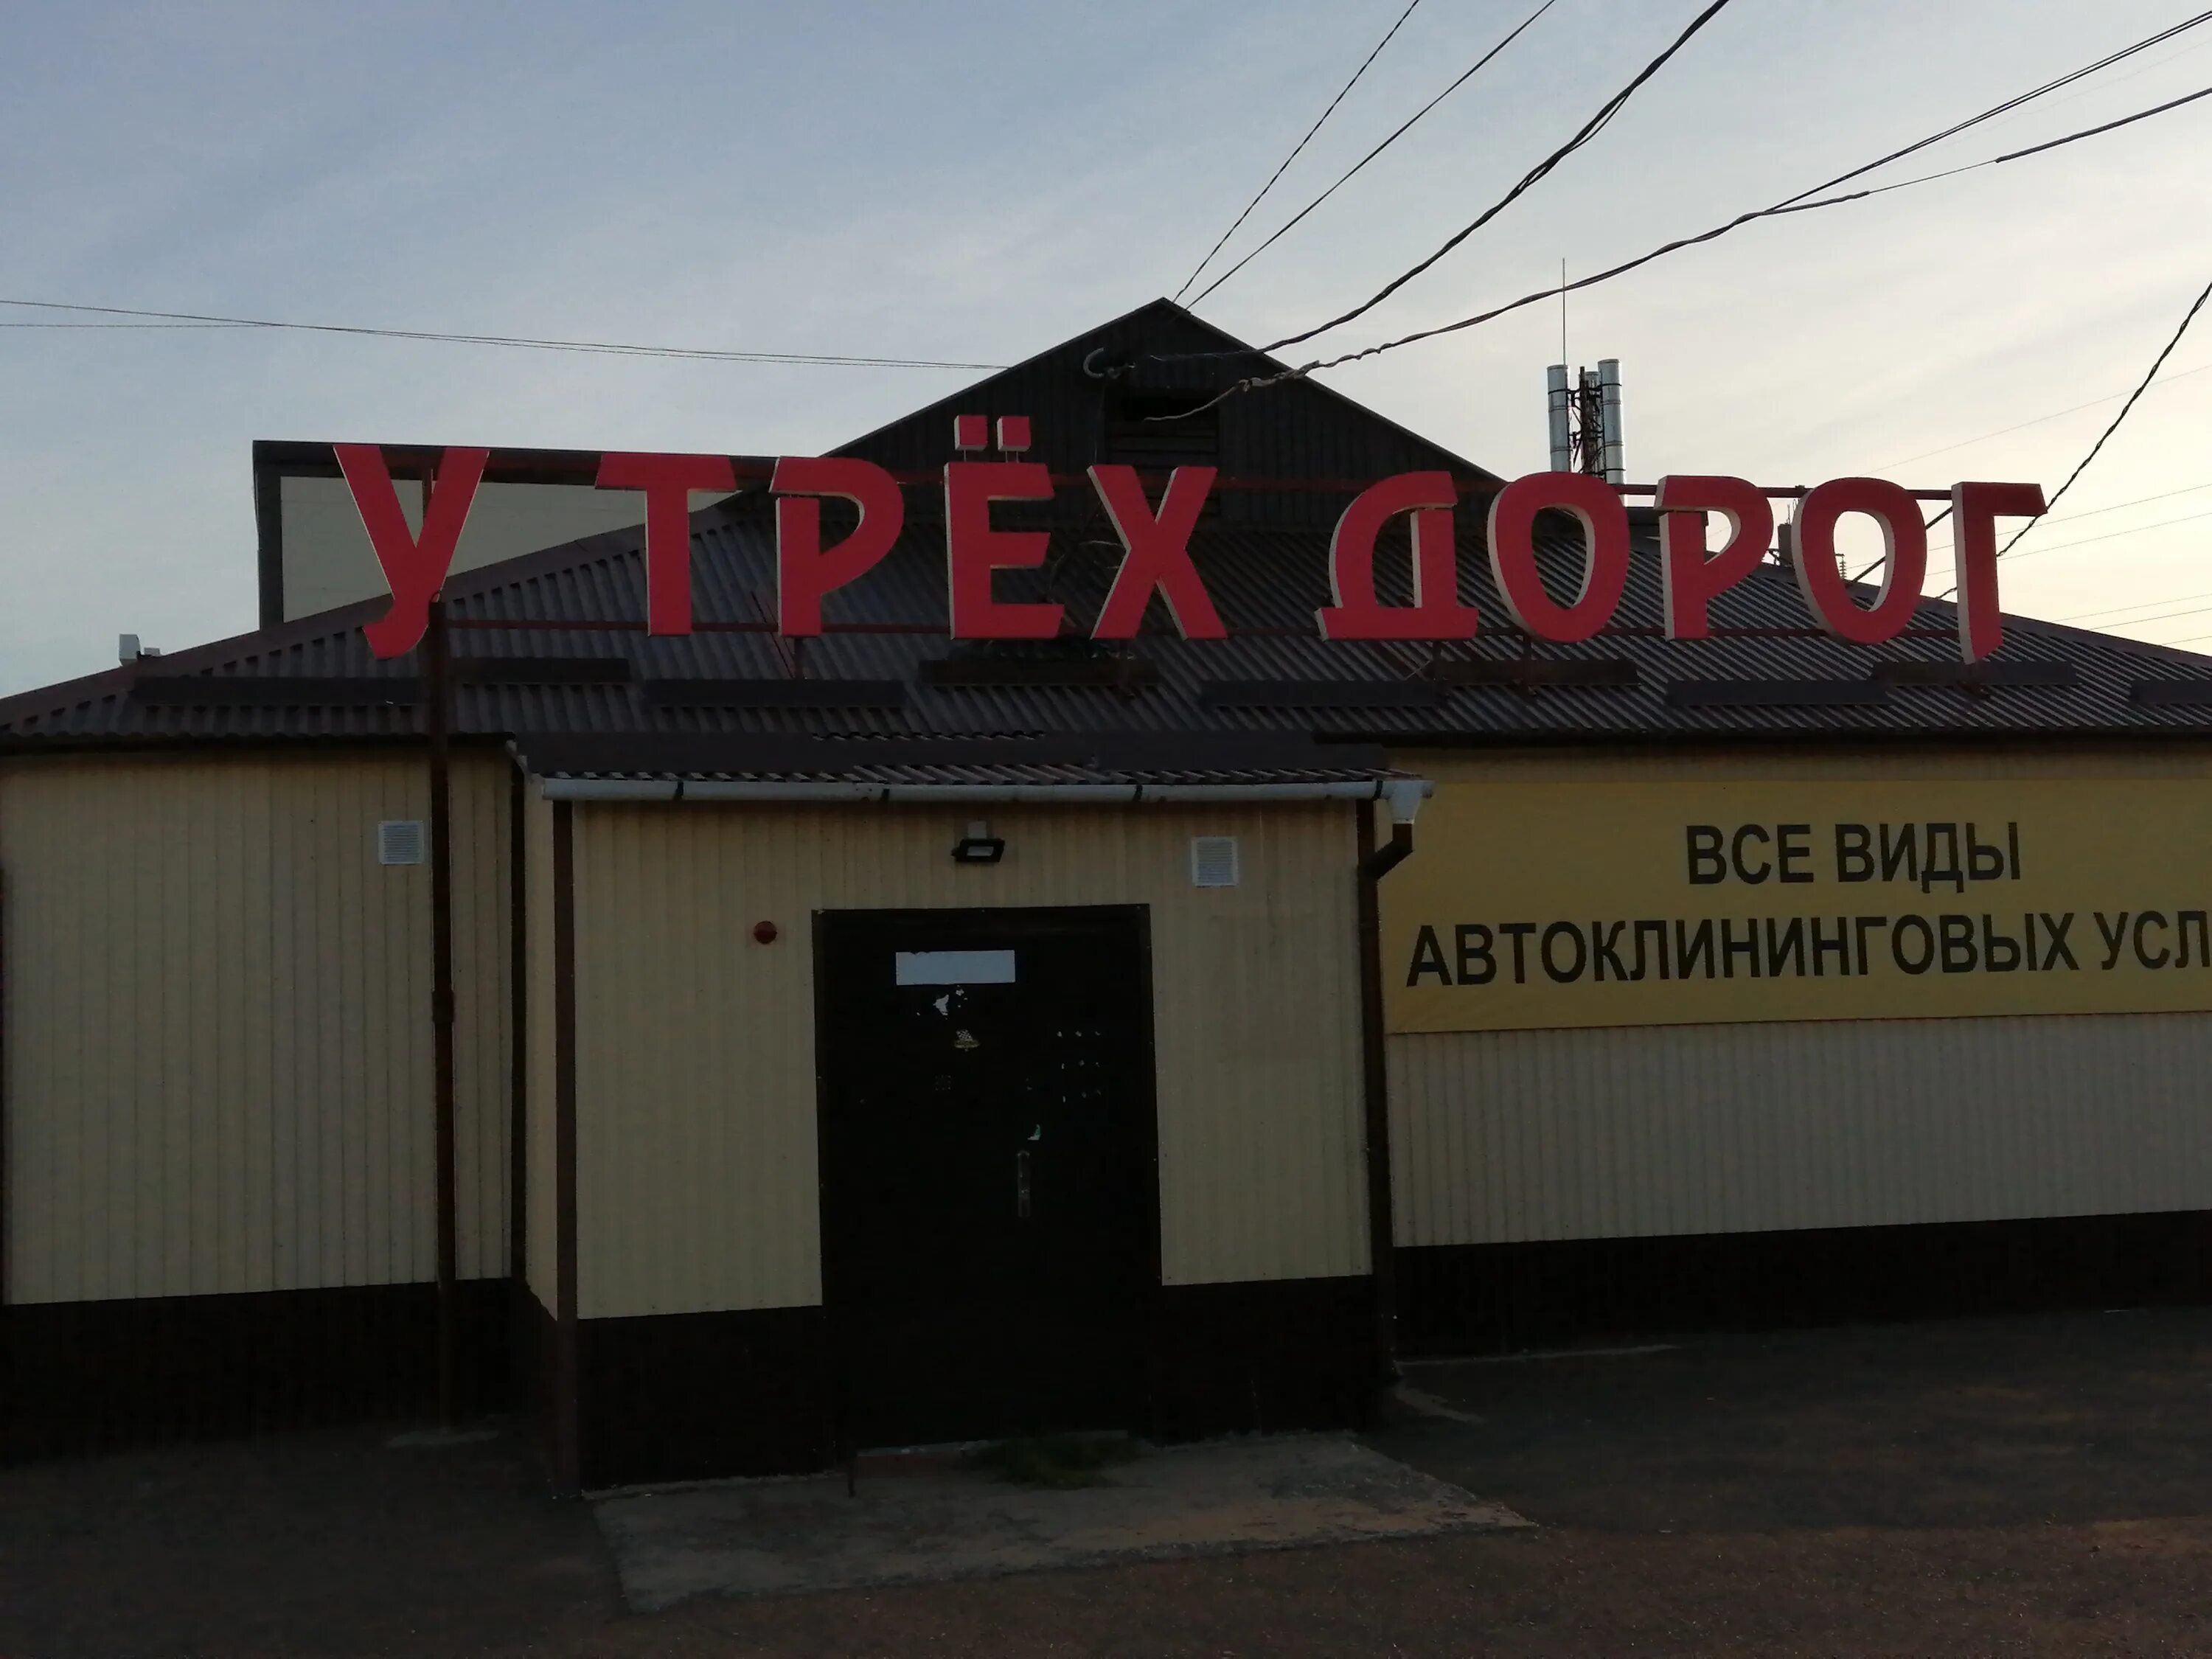 У ТРЁХ ДОРОГ
ВСЕ ВИДЫ
АВТОКЛИНИНГОВЫХ УСЛ